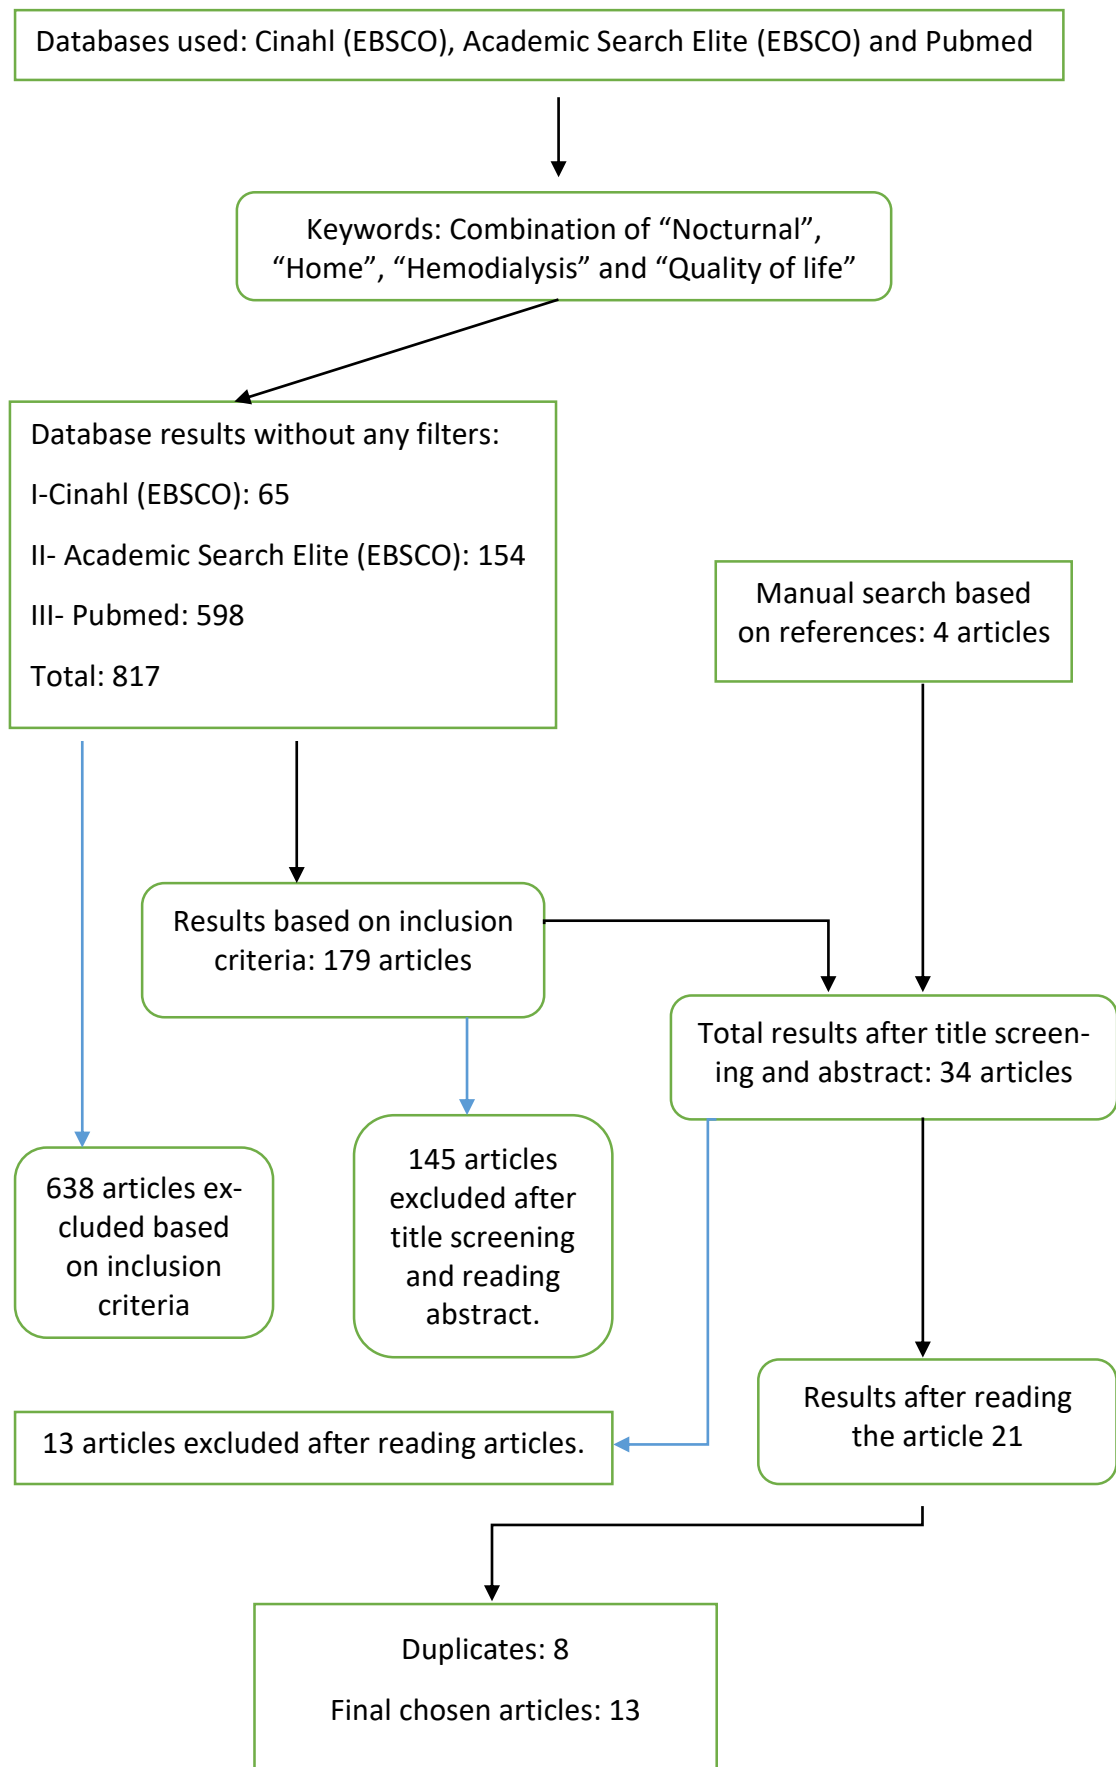 Databases used: Cinahl (EBSCO), Academic Search Elite (EBSCO) and Pubmed
Keywords: Combination of “Nocturnal”,
“Home”, “Hemodialysis” and “Quality of life”
Database results without any filters:
I-Cinahl (EBSCO): 65
II- Academic Search Elite (EBSCO): 154
III- Pubmed: 598
Total: 817
Manual search based
on references: 4 articles
Results based on inclusion
criteria: 179 articles
Total results after title screen-
ing and abstract: 34 articles
638 articles ex-
cluded based
on inclusion
criteria
145 articles
excluded after
title screening
and reading
abstract.
Results after reading
the article 21
13 articles excluded after reading articles.
Duplicates: 8
Final chosen articles: 13